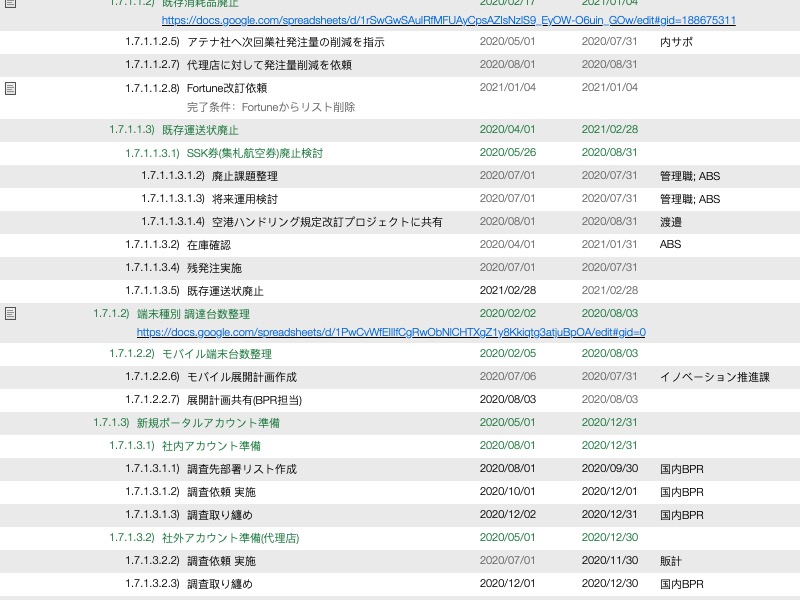 1.7.1.1.2) 既存消耗品廃止 2020/02/17 2021/01/04
1.7.1.1.2.5) アテナ社へ次回業社発注量の削減を指示 2020/05/01 2020/07/31 内サポ
1.7.1.1.2.7) 代理店に対して発注量削減を依頼 2020/08/01 2020/08/31
1.7.1.1.2.8) Fortune改訂依頼 2021/01/04 2021/01/04
完了条件: Fortuneからリスト削除
1.7.1.1.3) 既存運送状廃止 2020/04/01 2021/02/28
1.7.1.1.3.1) SSK券(集札航空券)廃止検討 2020/05/26 2020/08/31
1.7.1.1.3.1.2) 廃止課題整理 2020/07/01 2020/07/31 管理職; ABS
1.7.1.1.3.1.3) 将来運用検討 2020/07/01 2020/07/31 管理職; ABS
1.7.1.1.3.1.4) 空港ハンドリング規定改訂プロジェクトに共有 2020/08/01 2020/08/31 渡邉
1.7.1.1.3.2) 在庫確認 2020/04/01 2021/01/31 ABS
1.7.1.1.3.4) 残発注実施 2020/07/01 2020/07/31
1.7.1.1.3.5) 既存運送状廃止 2021/02/28 2021/02/28
1.7.1.2) 端末種別 調達台数整理 2020/02/02 2020/08/03
1.7.1.2.2) モバイル端末台数整理 2020/02/05 2020/08/03
1.7.1.2.2.6) モバイル展開計画作成 2020/07/06 2020/07/31 イノベーション推進課
1.7.1.2.2.7) 展開計画共有(BPR担当) 2020/08/03 2020/08/03
1.7.1.3) 新規ポータルアカウント準備 2020/05/01 2020/12/31
1.7.1.3.1) 社内アカウント準備 2020/08/01 2020/12/31
1.7.1.3.1.1) 調査先部署リスト作成 2020/08/01 2020/09/30 国内BPR
1.7.1.3.1.2) 調査依頼 実施 2020/10/01 2020/12/01 国内BPR
1.7.1.3.1.3) 調査取り纏め 2020/12/02 2020/12/31 国内BPR
1.7.1.3.2) 社外アカウント準備(代理店) 2020/05/01 2020/12/30
1.7.1.3.2.2) 調査依頼 実施 2020/07/01 2020/11/30 販計
1.7.1.3.2.3) 調査取り纏め 2020/12/01 2020/12/30 国内BPR